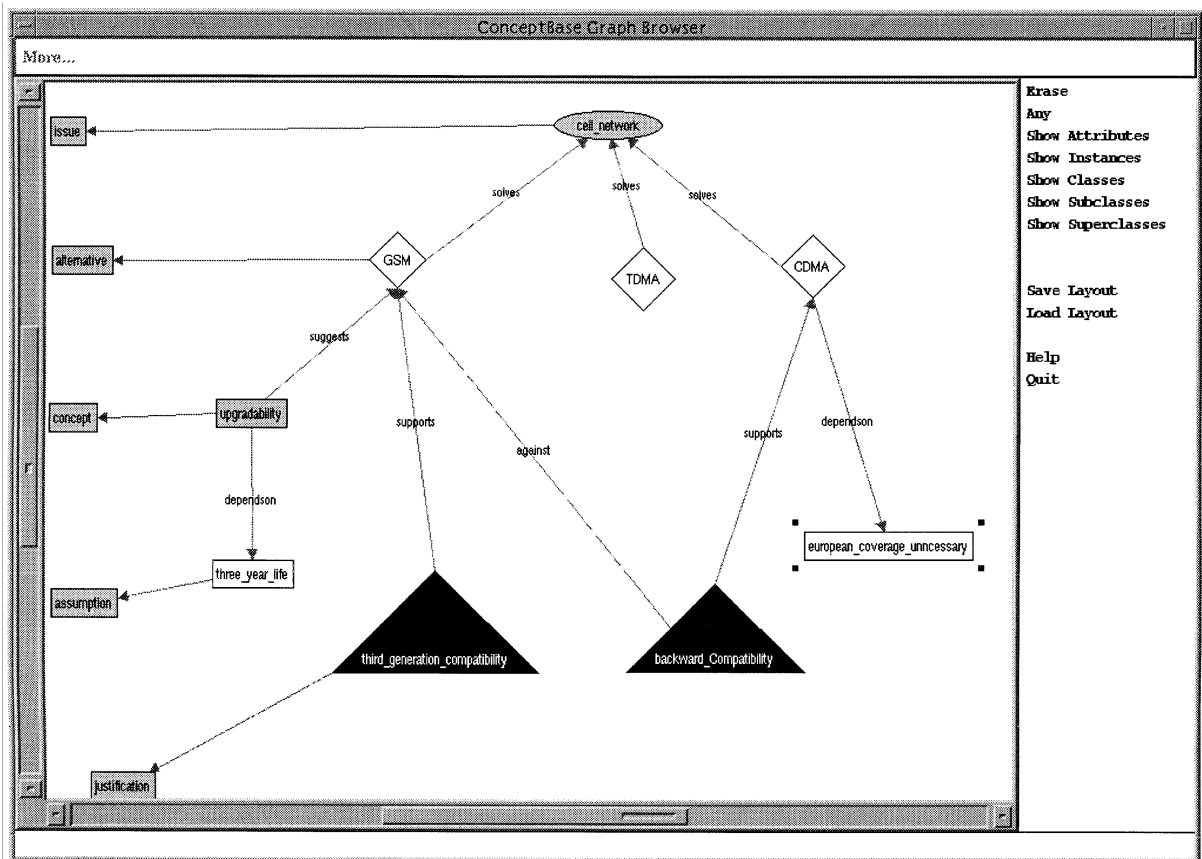 ConceptBase Graph Browser
More...
Erase
Any
Show Attributes
Show Instances
Show Classes
Show Subclasses
Show Superclasses
Save Layout
Load Layout
Help
Quit
issue
cell_network
solves
solves
solves
alternative
GSM
TDMA
CDMA
suggests
concept
upgradability
supports
against
supports
dependson
dependson
european_coverage_unncessary
three_year_life
assumption
third_generation_compatibility
backward_Compatibility
justification